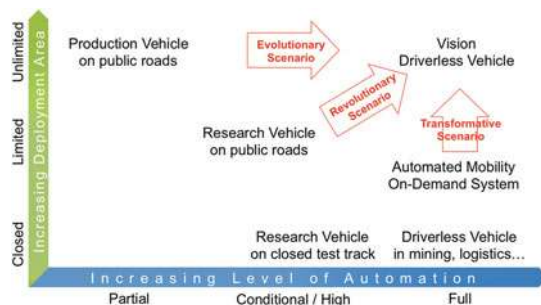 Increasing Deployment Area
Unlimited
Limited
Closed
Production Vehicle
on public roads
Evolutionary
Scenario
Vision
Driverless Vehicle
Revolutionary
Scenario
Research Vehicle
on public roads
Transformative
Scenario
Automated Mobility
On-Demand System
Research Vehicle
on closed test track
Driverless Vehicle
in mining, logistics...
Increasing Level of Automation
Partial
Conditional / High
Full